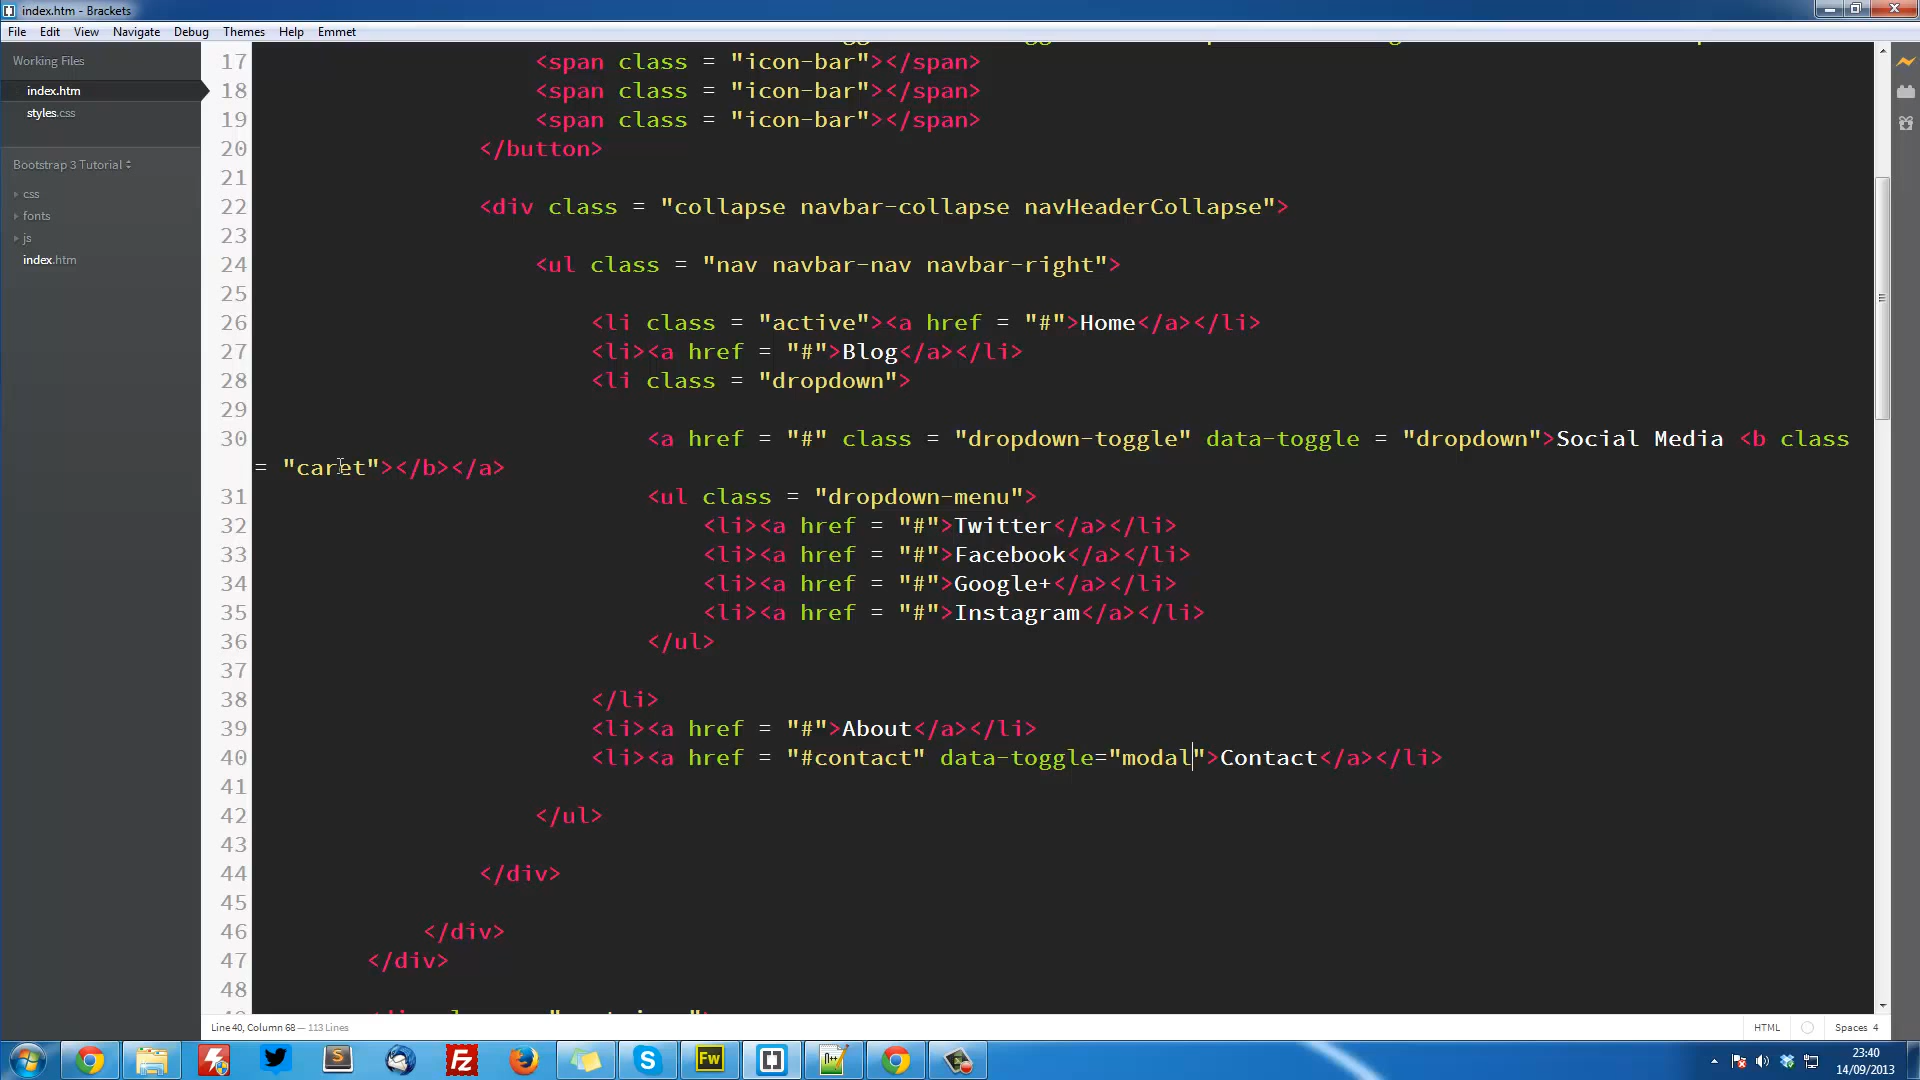 index.htm - Brackets
File Edit View Navigate Debug Themes Help Emmet
Working Files
index.htm
styles.css
Bootstrap 3 Tutorial
css
fonts
js
index.htm
17 <span class = "icon-bar"></span>
18 <span class = "icon-bar"></span>
19 <span class = "icon-bar"></span>
20 </button>
21
22 <div class = "collapse navbar-collapse navHeaderCollapse">
23
24 <ul class = "nav navbar-nav navbar-right">
25
26 <li class = "active"><a href = "#">Home</a></li>
27 <li><a href = "#">Blog</a></li>
28 <li class = "dropdown">
29
30 <a href = "#" class = "dropdown-toggle" data-toggle = "dropdown">Social Media <b class
= "caret"></b></a>
31 <ul class = "dropdown-menu">
32 <li><a href = "#">Twitter</a></li>
33 <li><a href = "#">Facebook</a></li>
34 <li><a href = "#">Google+</a></li>
35 <li><a href = "#">Instagram</a></li>
36 </ul>
37
38 </li>
39 <li><a href = "#">About</a></li>
40 <li><a href = "#contact" data-toggle="modal">Contact</a></li>
41
42 </ul>
43
44 </div>
45
46 </div>
47 </div>
48
Line 40, Column 68 — 113 Lines
HTML
Spaces 4
Fw
23:40
14/09/2013